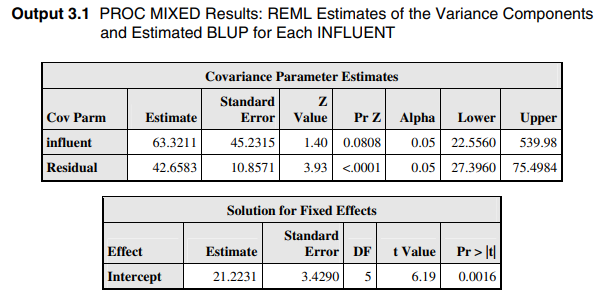 Output 3.1 PROC MIXED Results: REML Estimates of the Variance Components
and Estimated BLUP for Each INFLUENT
Covariance Parameter Estimates
Cov Parm Estimate Standard Error Z Value Pr Z Alpha Lower Upper
influent 63.3211 45.2315 1.40 0.0808 0.05 22.5560 539.98
Residual 42.6583 10.8571 3.93 <.0001 0.05 27.3960 75.4984
Solution for Fixed Effects
Effect Estimate Standard Error DF t Value Pr > |t|
Intercept 21.2231 3.4290 5 6.19 0.0016